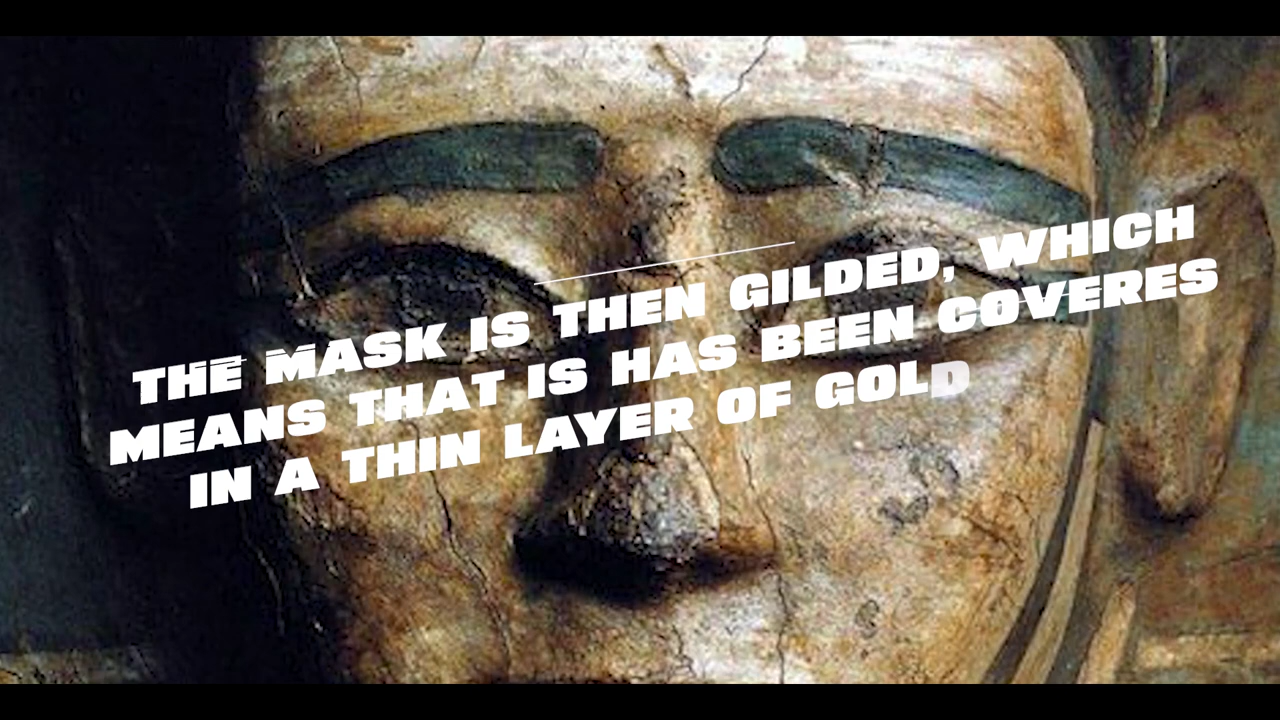 THE MASK IS THEN GILDED, WHICH
MEANS THAT IS HAS BEEN COVERES
IN A THIN LAYER OF GOLD